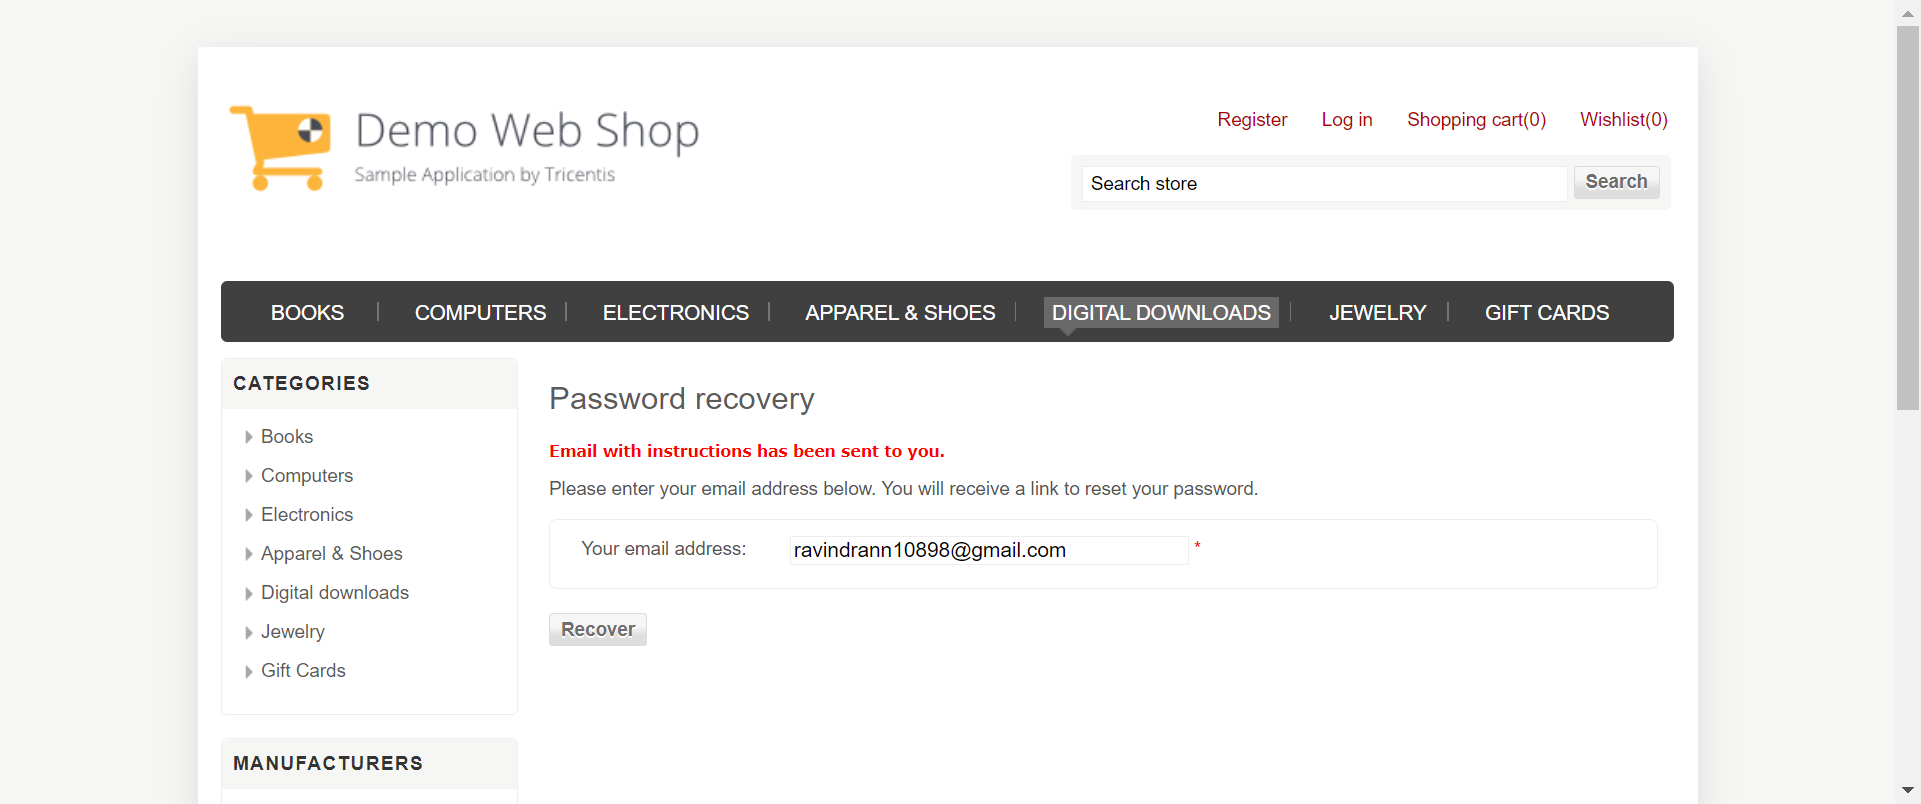 Demo Web Shop
Sample Application by Tricentis
Register Log in Shopping cart(0) Wishlist(0)
Search store Search
BOOKS COMPUTERS ELECTRONICS APPAREL & SHOES DIGITAL DOWNLOADS JEWELRY GIFT CARDS
CATEGORIES
Books
Computers
Electronics
Apparel & Shoes
Digital downloads
Jewelry
Gift Cards
MANUFACTURERS
Password recovery
Email with instructions has been sent to you.
Please enter your email address below. You will receive a link to reset your password.
Your email address: ravindrann10898@gmail.com *
Recover